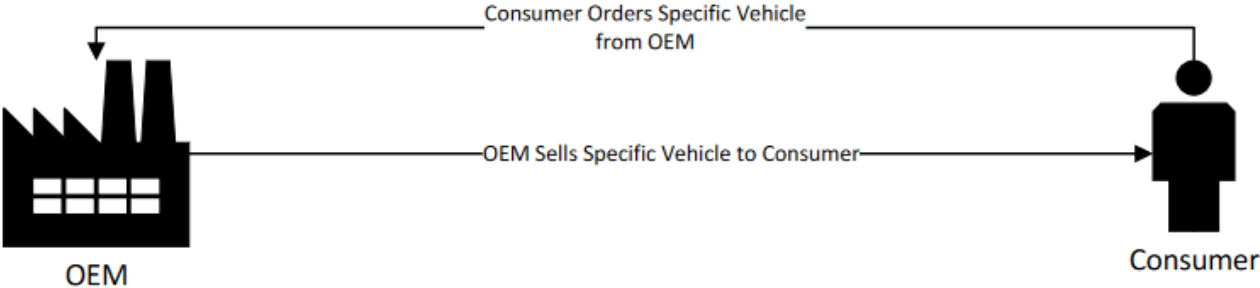 Consumer Orders Specific Vehicle
from OEM
OEM Sells Specific Vehicle to Consumer
OEM
Consumer